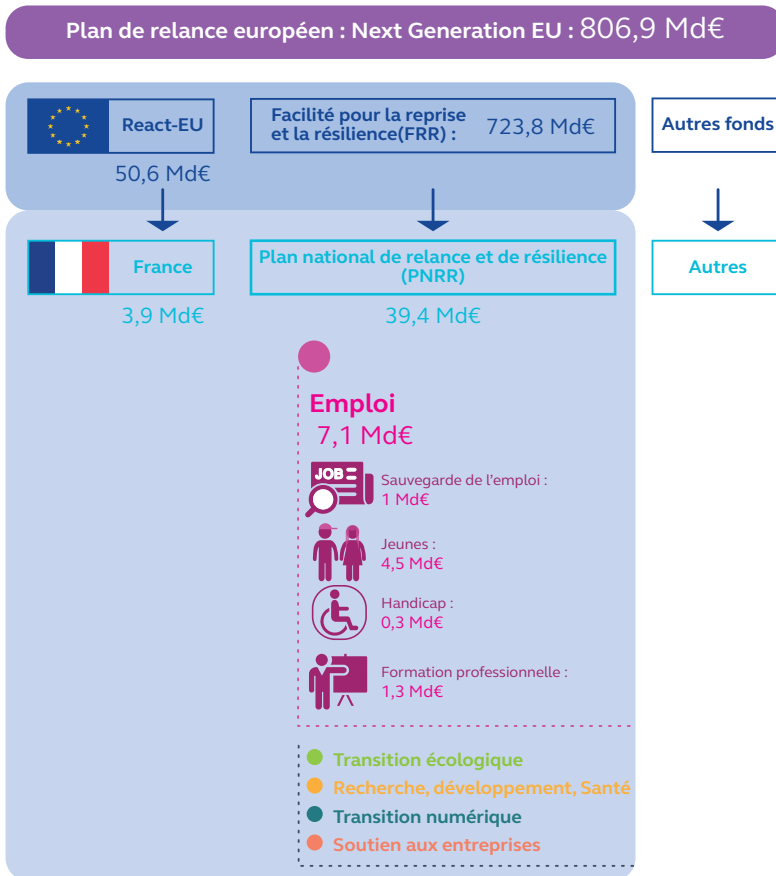 Plan de relance européen : Next Generation EU : 806,9 Md€
React-EU
50,6 Md€
Facilité pour la reprise
et la résilience(FRR) : 723,8 Md€
Autres fonds
France
3,9 Md€
Plan national de relance et de résilience
(PNRR)
39,4 Md€
Autres
Emploi
7,1 Md€
JOB
Sauvegarde de l’emploi :
1 Md€
Jeunes :
4,5 Md€
Handicap :
0,3 Md€
Formation professionnelle :
1,3 Md€
Transition écologique
Recherche, développement, Santé
Transition numérique
Soutien aux entreprises